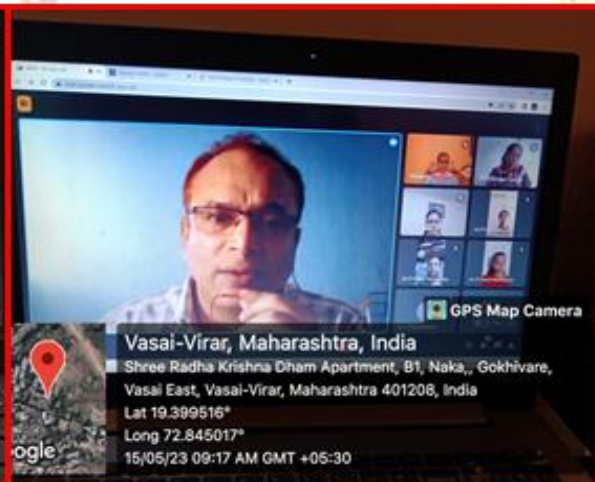 GPS Map Camera
Vasai-Virar, Maharashtra, India
Shree Radha Krishna Dham Apartment, B1, Naka,, Gokhivare,
Vasai East, Vasai-Virar, Maharashtra 401208, India
Lat 19.399516°
Long 72.845017°
15/05/23 09:17 AM GMT +05:30
ogle